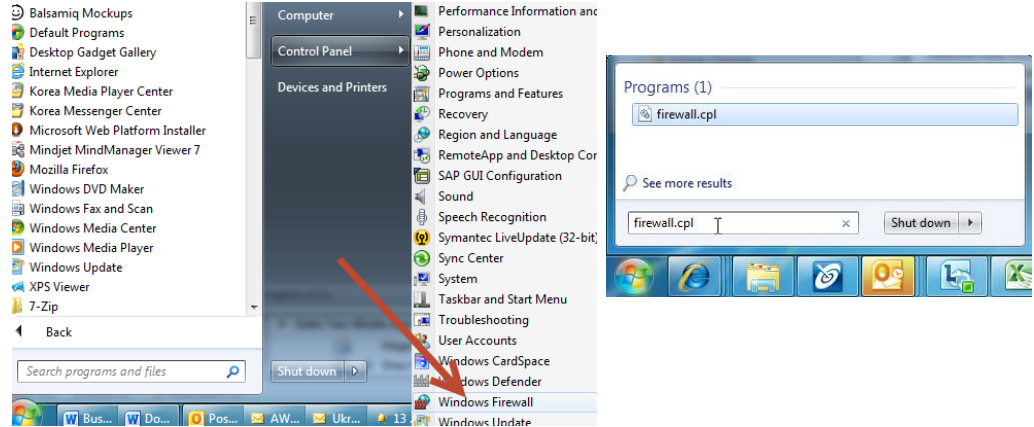 Balsamiq Mockups
Default Programs
Desktop Gadget Gallery
Internet Explorer
Korea Media Player Center
Korea Messenger Center
Microsoft Web Platform Installer
Mindjet MindManager Viewer 7
Mozilla Firefox
Windows DVD Maker
Windows Fax and Scan
Windows Media Center
Windows Media Player
Windows Update
XPS Viewer
7-Zip
Back
Search programs and files
Computer
Control Panel
Devices and Printers
Shut down
Performance Information and
Personalization
Phone and Modem
Power Options
Programs and Features
Recovery
Region and Language
RemoteApp and Desktop Cor
SAP GUI Configuration
Sound
Speech Recognition
Symantec LiveUpdate (32-bit)
Sync Center
System
Taskbar and Start Menu
Troubleshooting
User Accounts
Windows CardSpace
Windows Defender
Windows Firewall
Windows Update
Bus... Do... Pos... AW... Ukr... 13
Programs (1)
firewall.cpl
See more results
firewall.cpl
Shut down